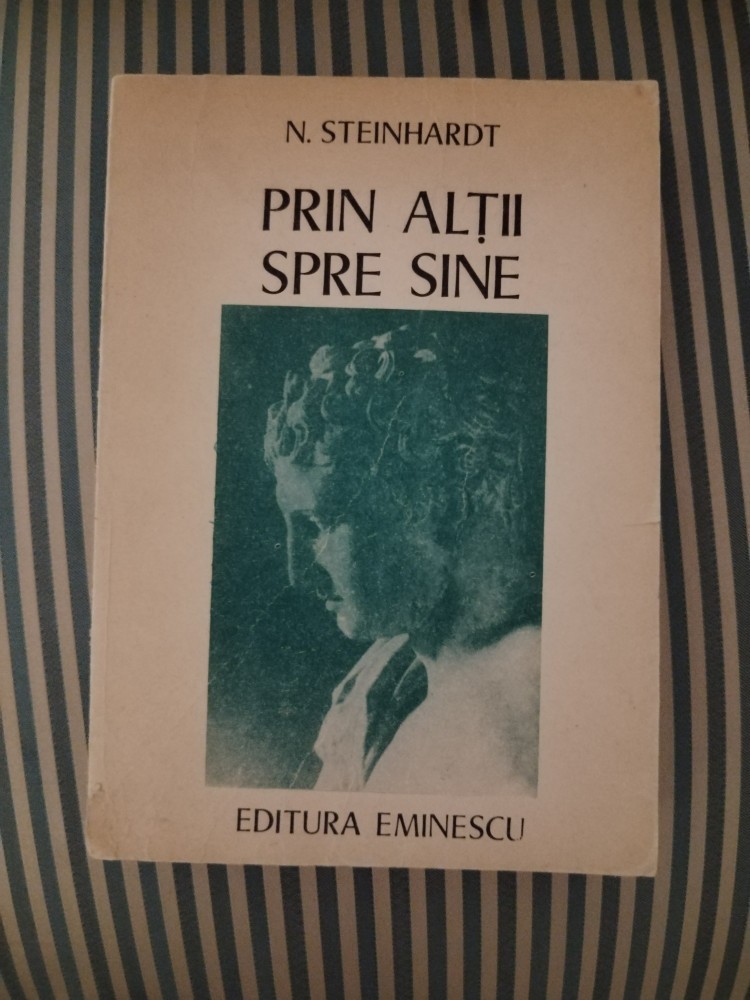 N. STEINHARDT
PRIN ALȚII
SPRE SINE
EDITURA EMINESCU